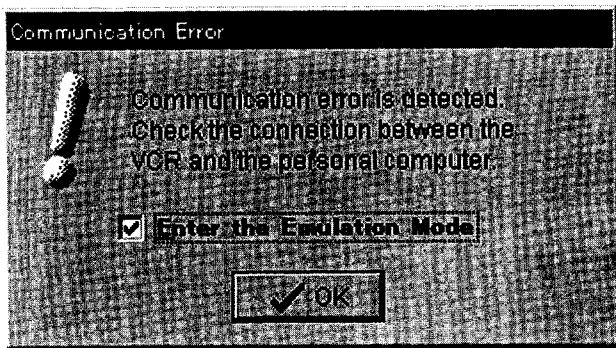 Communication Error
Communication error is detected.
Check the connection between the
VCR and the personal computer.
Enter the Emulation Mode
OK